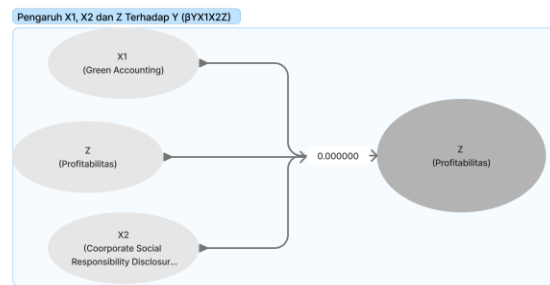 Pengaruh X1, X2 dan Z Terhadap Y (βYX1X2Z)
X1
(Green Accounting)
Z
(Profitabilitas)
0.000000
Z
(Profitabilitas)
X2
(Coorporate Social
Responsibility Disclosur...